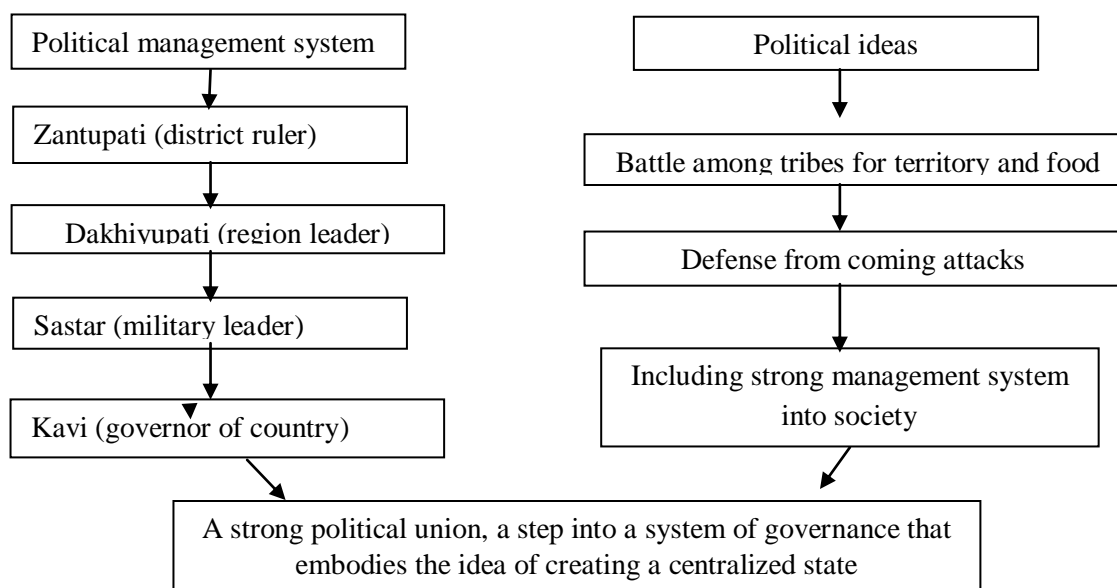 Political management system
Zantupati (district ruler)
Dakhiyupati (region leader)
Sastar (military leader)
Kavi (governor of country)
Political ideas
Battle among tribes for territory and food
Defense from coming attacks
Including strong management system
into society
A strong political union, a step into a system of governance that
embodies the idea of creating a centralized state